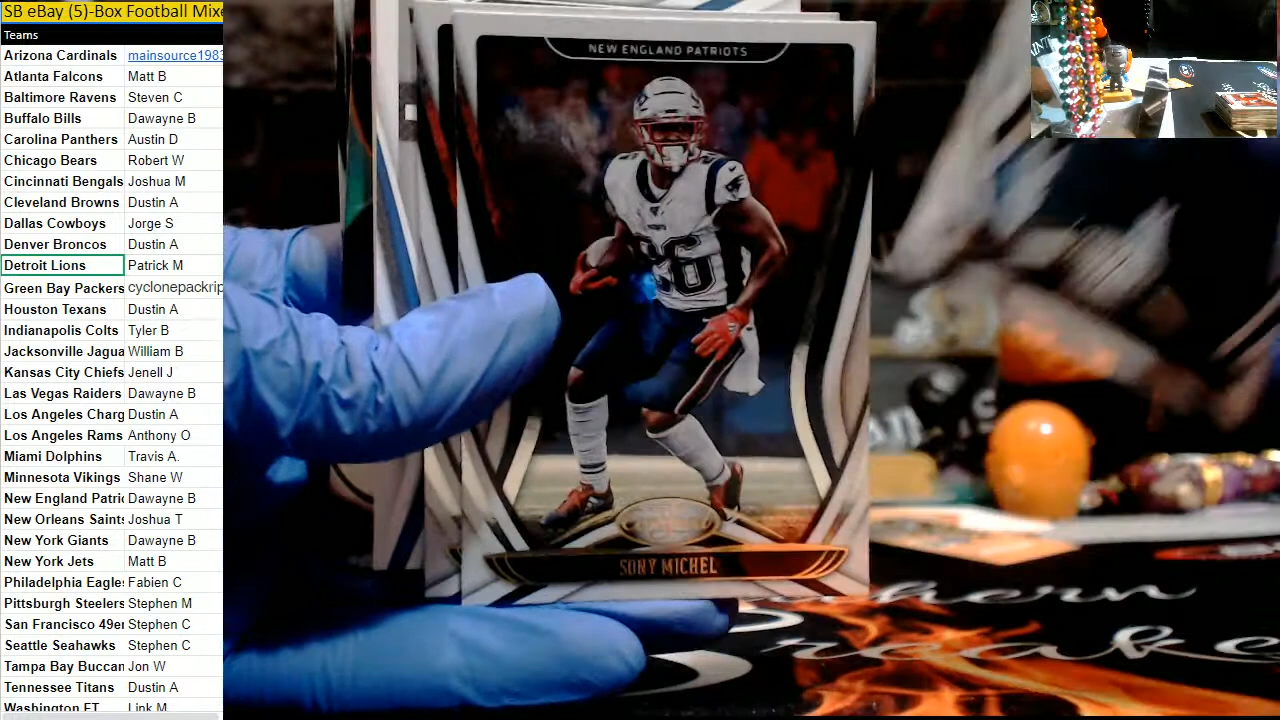 SB eBay (5)-Box Football Mixe
Teams
Arizona Cardinals mainsource1983
Atlanta Falcons Matt B
Baltimore Ravens Steven C
Buffalo Bills Dawayne B
Carolina Panthers Austin D
Chicago Bears Robert W
Cincinnati Bengals Joshua M
Cleveland Browns Dustin A
Dallas Cowboys Jorge S
Denver Broncos Dustin A
Detroit Lions Patrick M
Green Bay Packers cyclonepackrip
Houston Texans Dustin A
Indianapolis Colts Tyler B
Jacksonville Jagua William B
Kansas City Chiefs Jenell J
Las Vegas Raiders Dawayne B
Los Angeles Charg Dustin A
Los Angeles Rams Anthony O
Miami Dolphins Travis A.
Minnesota Vikings Shane W
New England Patric Dawayne B
New Orleans Saints Joshua T
New York Giants Dawayne B
New York Jets Matt B
Philadelphia Eagles Fabien C
Pittsburgh Steelers Stephen M
San Francisco 49er Stephen C
Seattle Seahawks Stephen C
Tampa Bay Buccan Jon W
Tennessee Titans Dustin A
Washington FT Link M.
NEW ENGLAND PATRIOTS
26
SONY MICHEL